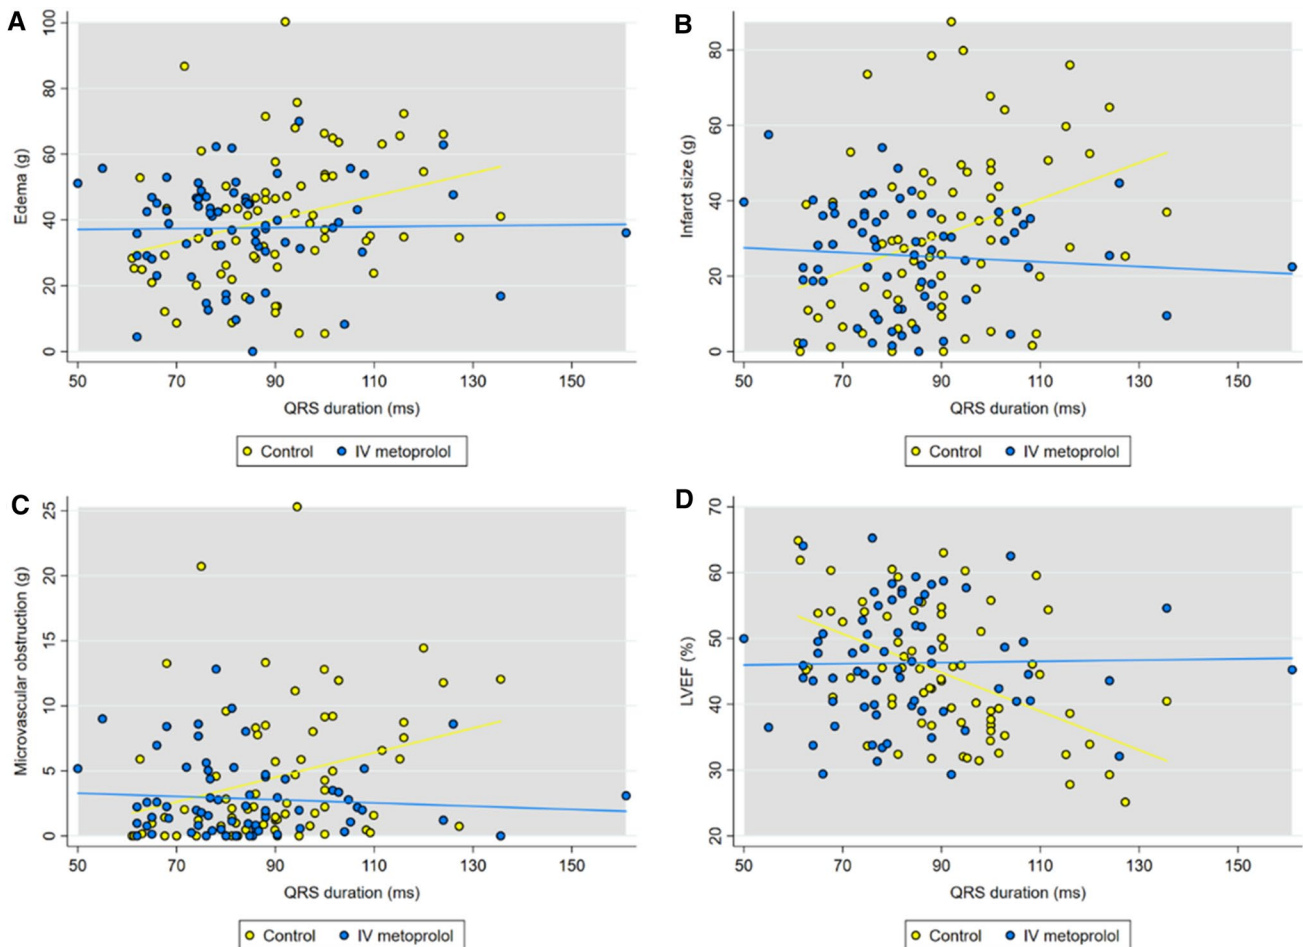 A
Edema (g)
100
80
60
40
20
0
50 70 90 110 130 150
QRS duration (ms)
Control IV metoprolol
B
Infarct size (g)
80
60
40
20
0
50 70 90 110 130 150
QRS duration (ms)
Control IV metoprolol
C
Microvascular obstruction (g)
25
20
15
10
5
0
50 70 90 110 130 150
QRS duration (ms)
Control IV metoprolol
D
LVEF (%)
70
60
50
40
30
20
50 70 90 110 130 150
QRS duration (ms)
Control IV metoprolol